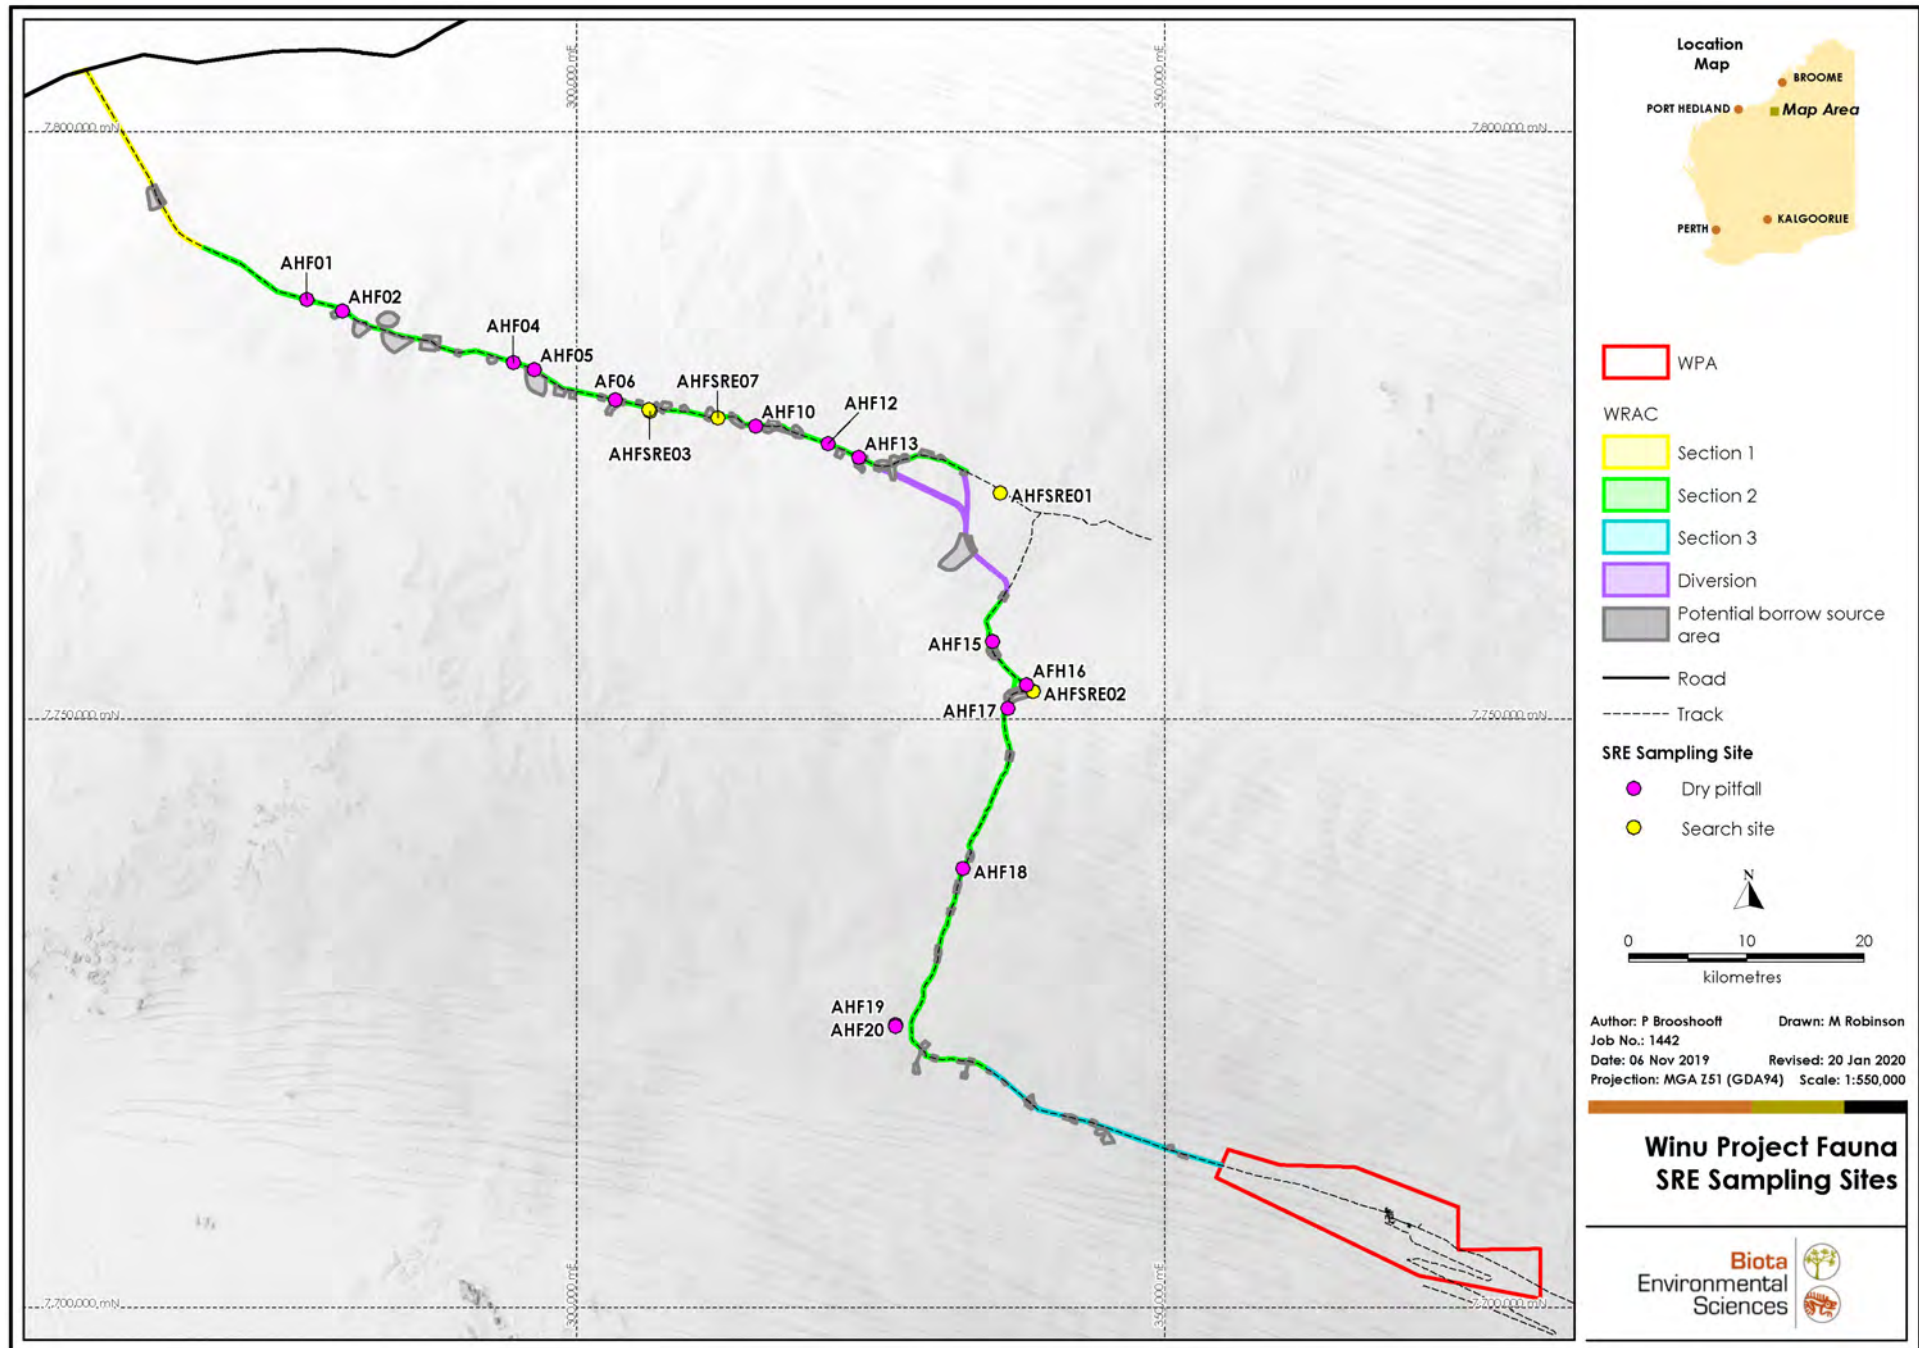 300,000 mE
350,000 mE
7,800,000 mN
7,800,000 mN
AHF01
AHF02
AHF04
AHF05
AF06
AHFSRE07
AHFSRE03
AHF10
AHF12
AHF13
AHFSRE01
AHF15
AFH16
AHFSRE02
AHF17
7,750,000 mN
7,750,000 mN
AHF18
AHF19
AHF20
7,700,000 mN
7,700,000 mN
300,000 mE
350,000 mE
Location
Map
BROOME
PORT HEDLAND
Map Area
KALGOORLIE
PERTH
WPA
WRAC
Section 1
Section 2
Section 3
Diversion
Potential borrow source
area
Road
Track
SRE Sampling Site
Dry pitfall
Search site
N
0 10 20
kilometres
Author: P Brooshooft Drawn: M Robinson
Job No.: 1442
Date: 06 Nov 2019 Revised: 20 Jan 2020
Projection: MGA Z51 (GDA94) Scale: 1:550,000
Winu Project Fauna
SRE Sampling Sites
Biota
Environmental
Sciences